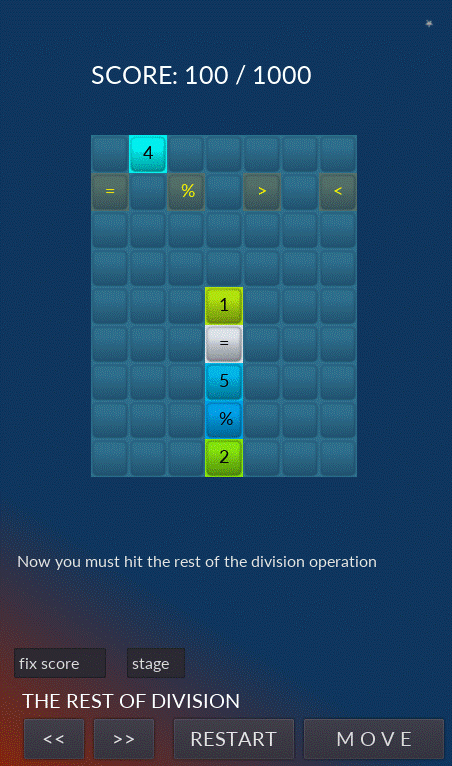 SCORE: 100 / 1000
4
= % > <
1
=
5
%
2
Now you must hit the rest of the division operation
fix score stage
THE REST OF DIVISION
<< >> RESTART M O V E